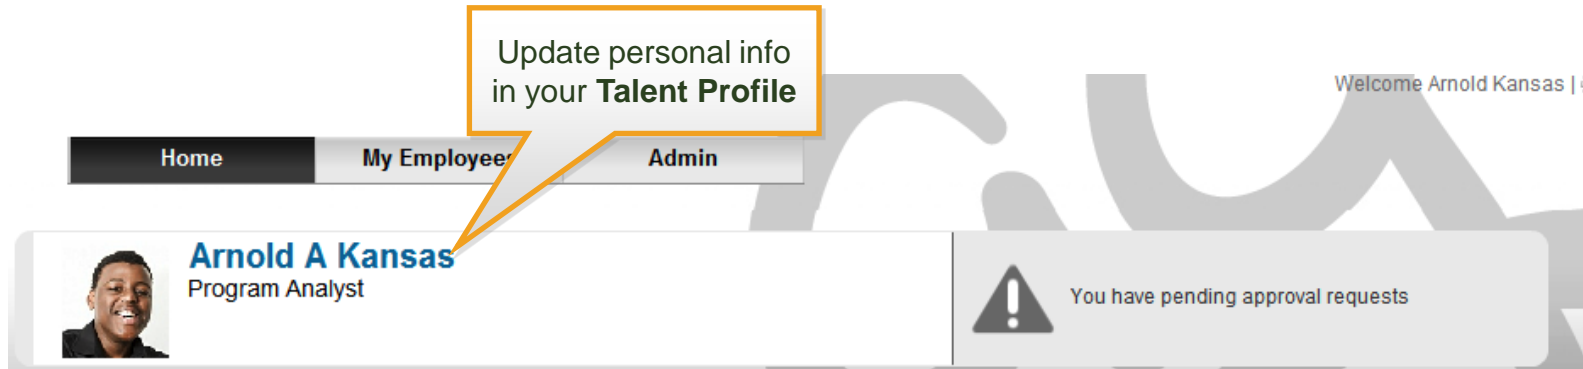 Update personal info
in your Talent Profile
Welcome Arnold Kansas |
Home
My Employees
Admin
Arnold A Kansas
Program Analyst
You have pending approval requests